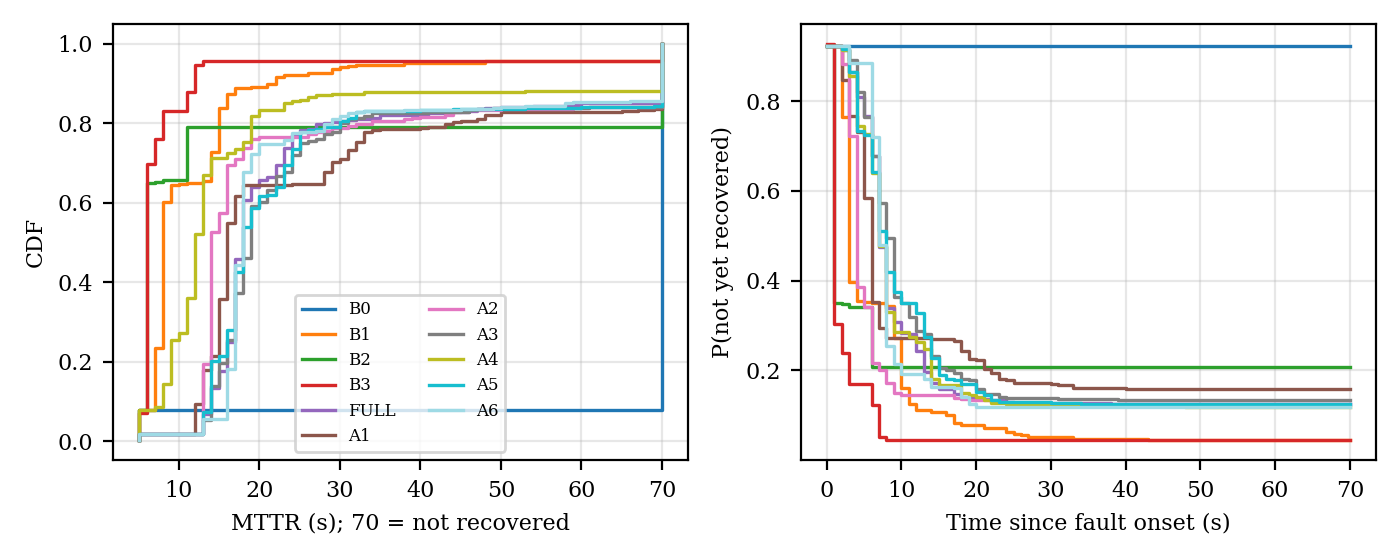 CDF
1.0
0.8
0.6
0.4
0.2
0.0
10 20 30 40 50 60 70
MTTR (s); 70 = not recovered
B0
B1
B2
B3
FULL
A1
A2
A3
A4
A5
A6
P(not yet recovered)
0.8
0.6
0.4
0.2
0 10 20 30 40 50 60 70
Time since fault onset (s)